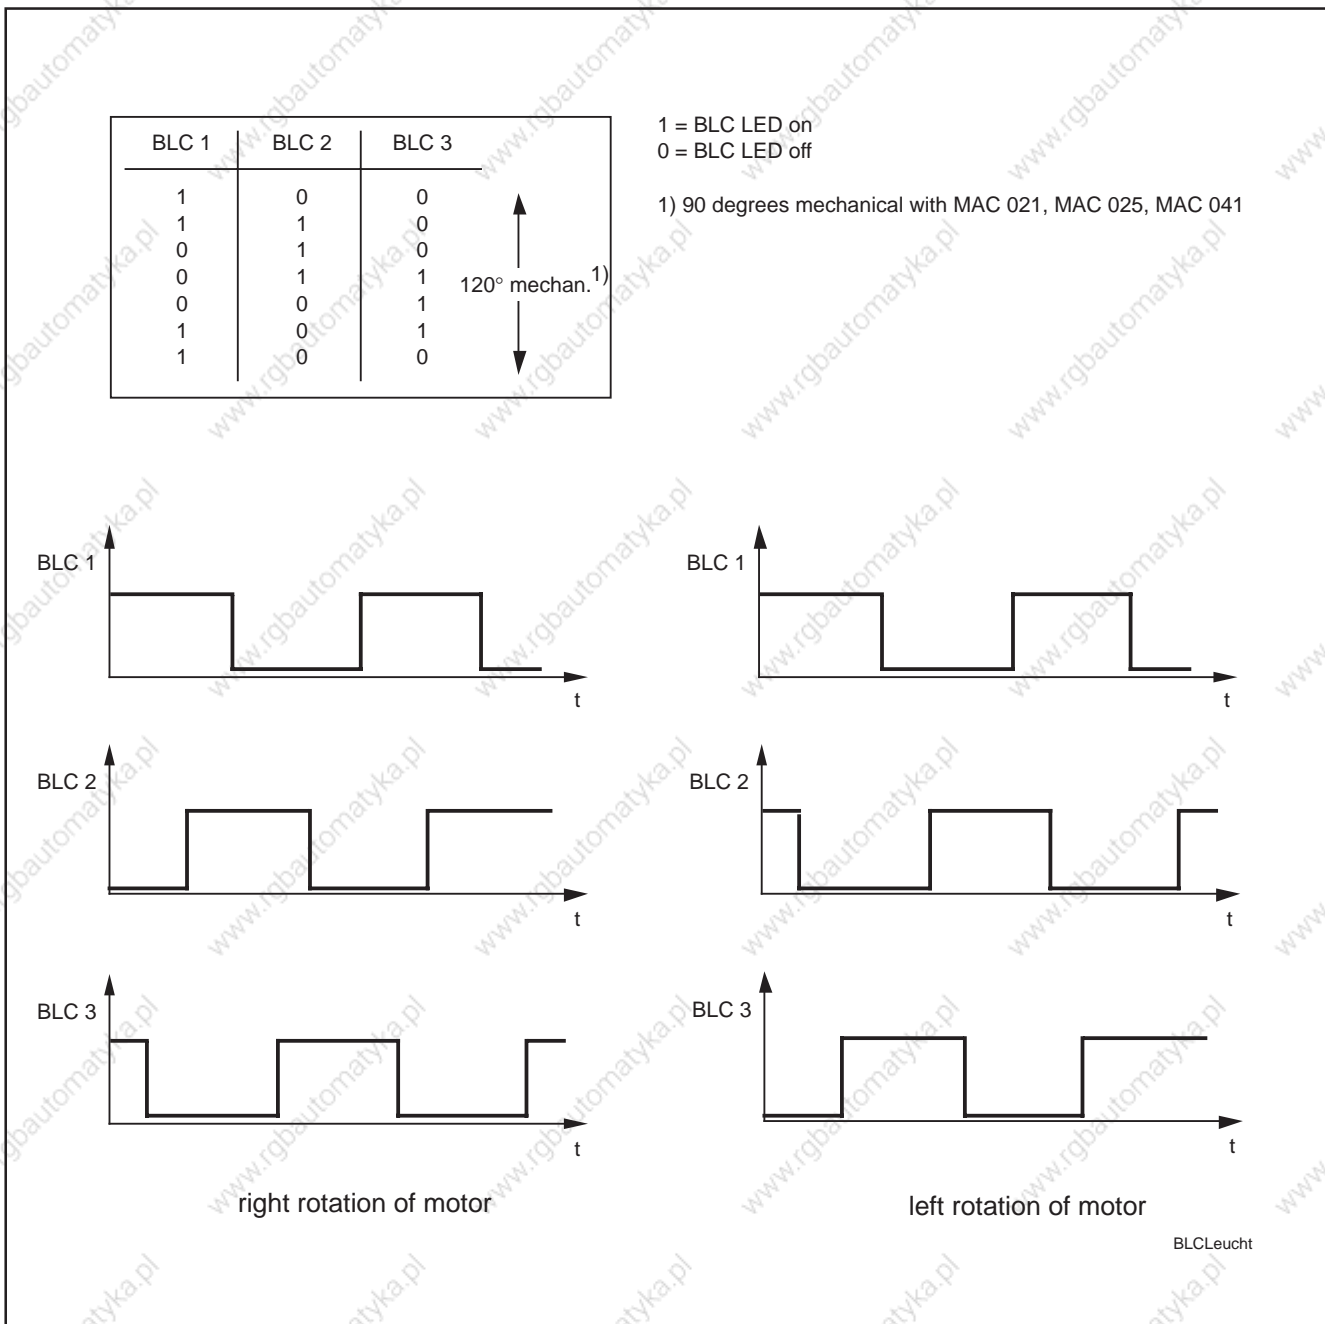 BLC 1 BLC 2 BLC 3
1 0 0
1 1 0
0 1 0
0 1 1
0 0 1
1 0 1
1 0 0
120° mechan.1)
1 = BLC LED on
0 = BLC LED off
1) 90 degrees mechanical with MAC 021, MAC 025, MAC 041
BLC 1
t
BLC 1
t
BLC 2
t
BLC 2
t
BLC 3
t
BLC 3
t
right rotation of motor
left rotation of motor
BLCLeucht
www.rgbautomatyka.pl